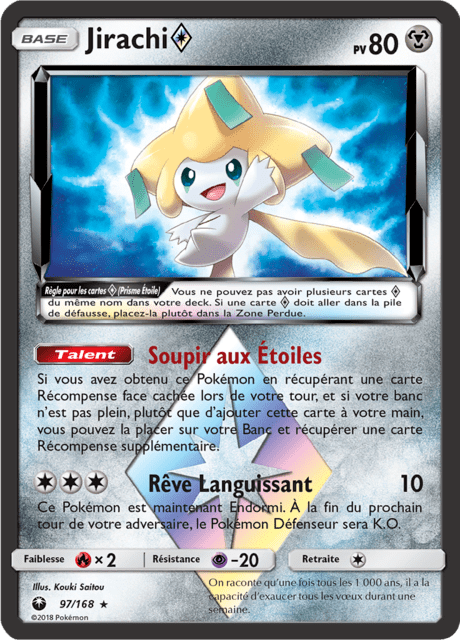 BASE Jirachi PV 80
Règle pour les cartes (Prisme Étoile) Vous ne pouvez pas avoir plusieurs cartes
du même nom dans votre deck. Si une carte doit aller dans la pile
de défausse, placez-la plutôt dans la Zone Perdue.
Talent Soupir aux Étoiles
Si vous avez obtenu ce Pokémon en récupérant une carte
Récompense face cachée lors de votre tour, et si votre banc
n'est pas plein, plutôt que d'ajouter cette carte à votre main,
vous pouvez la placer sur votre Banc et récupérer une carte
Récompense supplémentaire.
Rêve Languissant 10
Ce Pokémon est maintenant Endormi. À la fin du prochain
tour de votre adversaire, le Pokémon Défenseur sera K.O.
Faiblesse × 2 Résistance -20 Retraite
Illus. Kouki Saitou
97/168 ★
©2018 Pokémon
On raconte qu'une fois tous les 1 000 ans, il a la
capacité d'exaucer tous les vœux durant une
semaine.